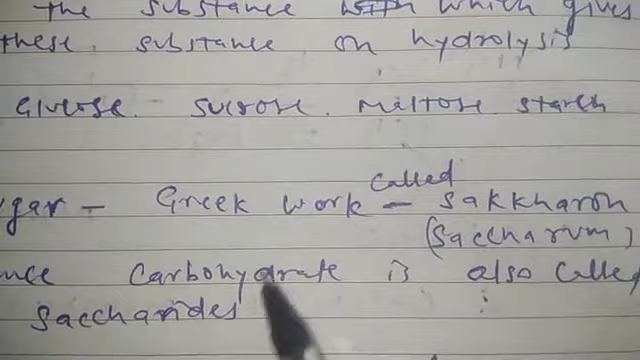 the substance with which gives
these substance on hydrolysis
Glucose. Sucrose. Maltose starch
gar - Greek work called - Sakkharon
(Saccharum)
nce Carbohydrate is also called
Saccharides